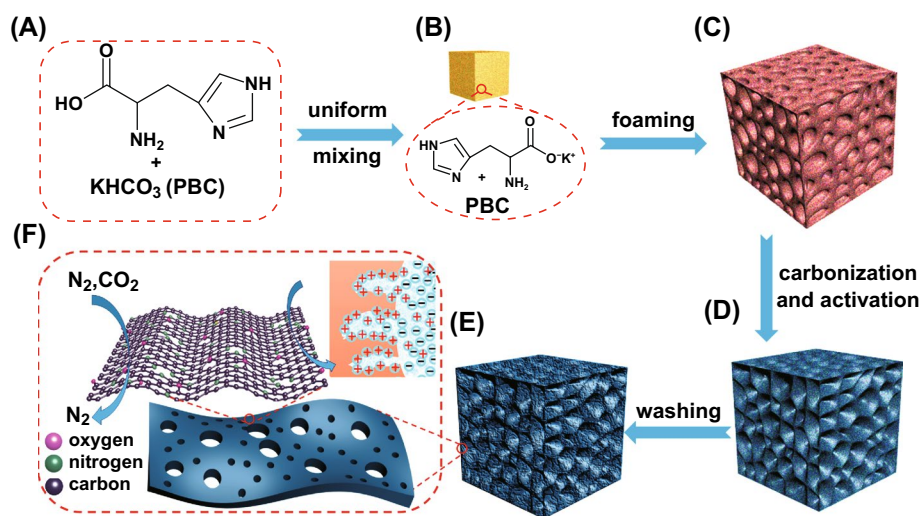 (A)
O
HO
NH₂
NH
N
+
KHCO₃ (PBC)
uniform
mixing
(B)
HN
N
O
O⁻K⁺
NH₂
+
PBC
foaming
(C)
carbonization
and activation
(D)
washing
(E)
(F)
N₂,CO₂
N₂
oxygen
nitrogen
carbon